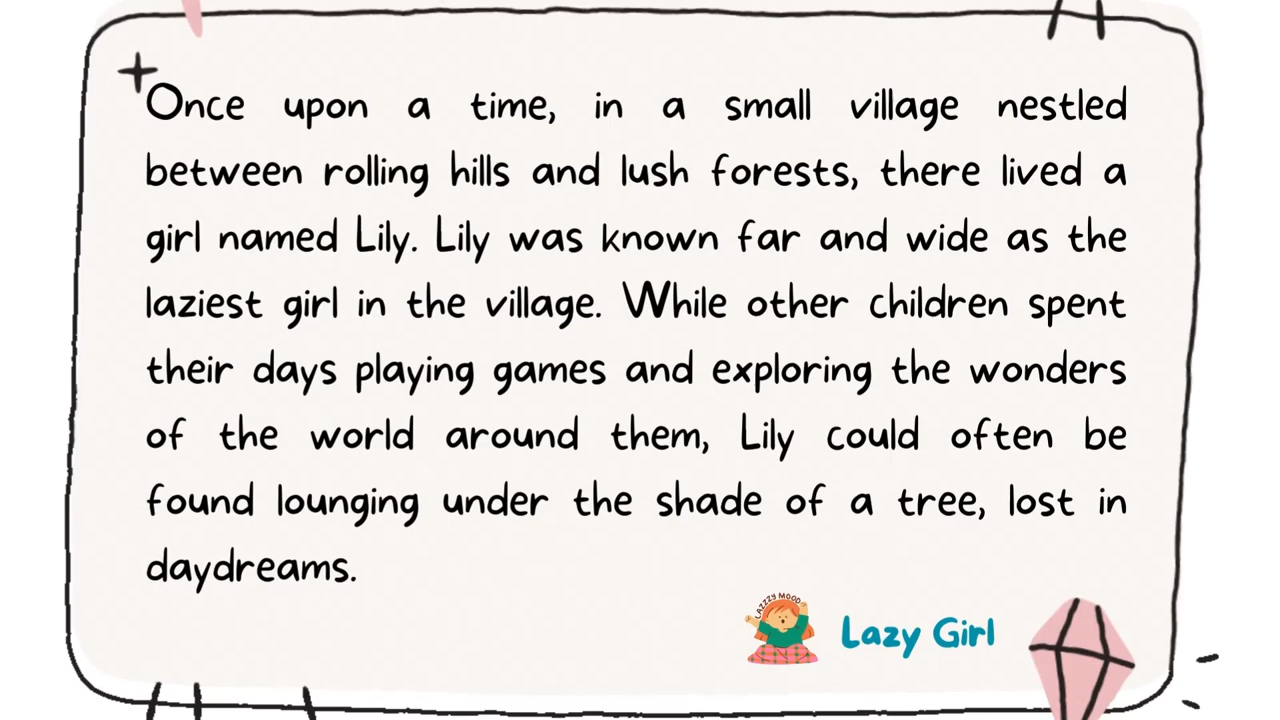 Once upon a time, in a small village nestled
between rolling hills and lush forests, there lived a
girl named Lily. Lily was known far and wide as the
laziest girl in the village. While other children spent
their days playing games and exploring the wonders
of the world around them, Lily could often be
found lounging under the shade of a tree, lost in
daydreams.
LAZZZY MOOD
Lazy Girl